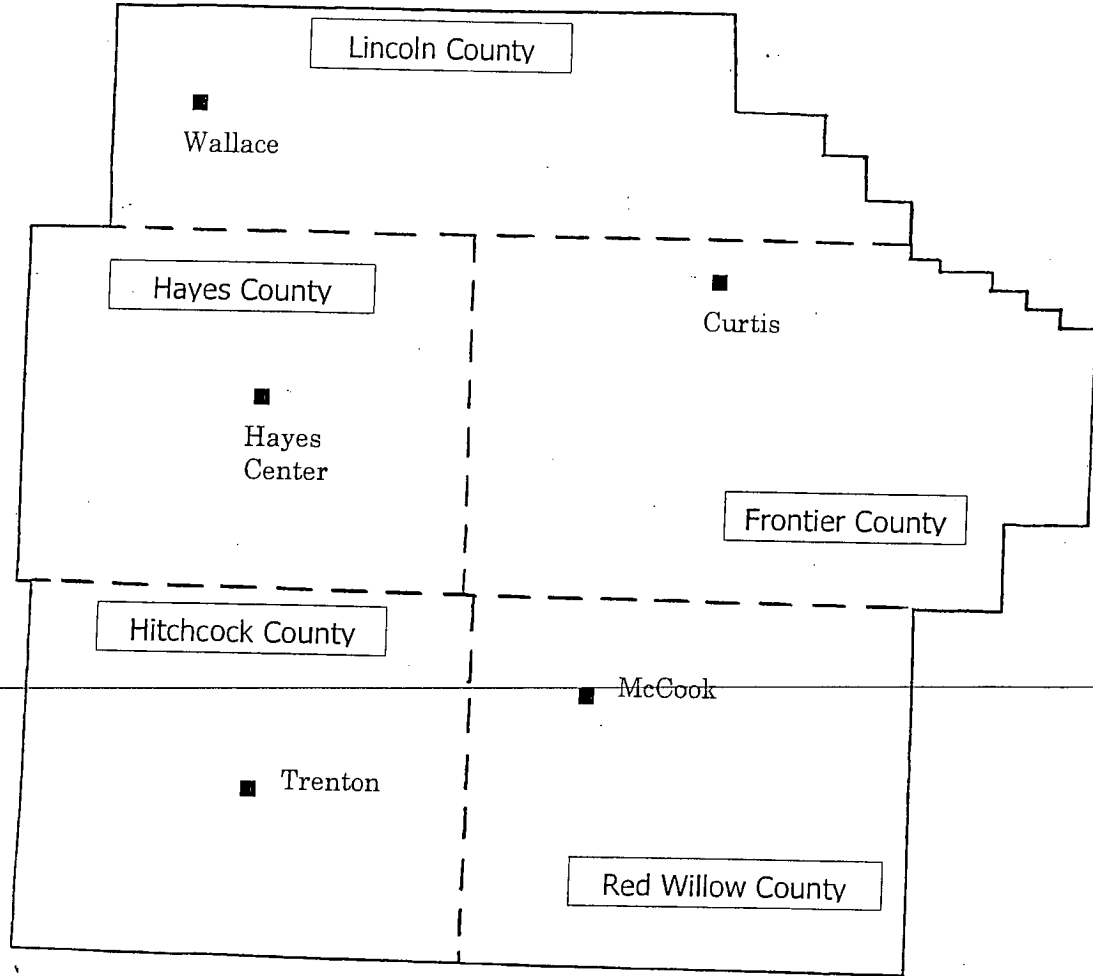 Lincoln County
Wallace
Hayes County
Curtis
Hayes
Center
Frontier County
Hitchcock County
McCook
Trenton
Red Willow County